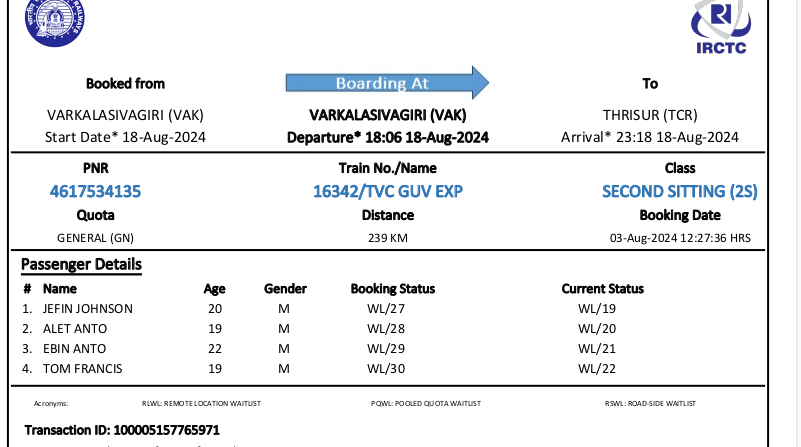 RAILWAYS
IRCTC
Booked from Boarding At To
VARKALASIVAGIRI (VAK) VARKALASIVAGIRI (VAK) THRISUR (TCR)
Start Date* 18-Aug-2024 Departure* 18:06 18-Aug-2024 Arrival* 23:18 18-Aug-2024
PNR Train No./Name Class
4617534135 16342/TVC GUV EXP SECOND SITTING (2S)
Quota Distance Booking Date
GENERAL (GN) 239 KM 03-Aug-2024 12:27:36 HRS
Passenger Details
# Name Age Gender Booking Status Current Status
1. JEFIN JOHNSON 20 M WL/27 WL/19
2. ALET ANTO 19 M WL/28 WL/20
3. EBIN ANTO 22 M WL/29 WL/21
4. TOM FRANCIS 19 M WL/30 WL/22
Acronyms: RLWL: REMOTE LOCATION WAITLIST PQWL: POOLED QUOTA WAITLIST RSWL: ROAD-SIDE WAITLIST
Transaction ID: 100005157765971